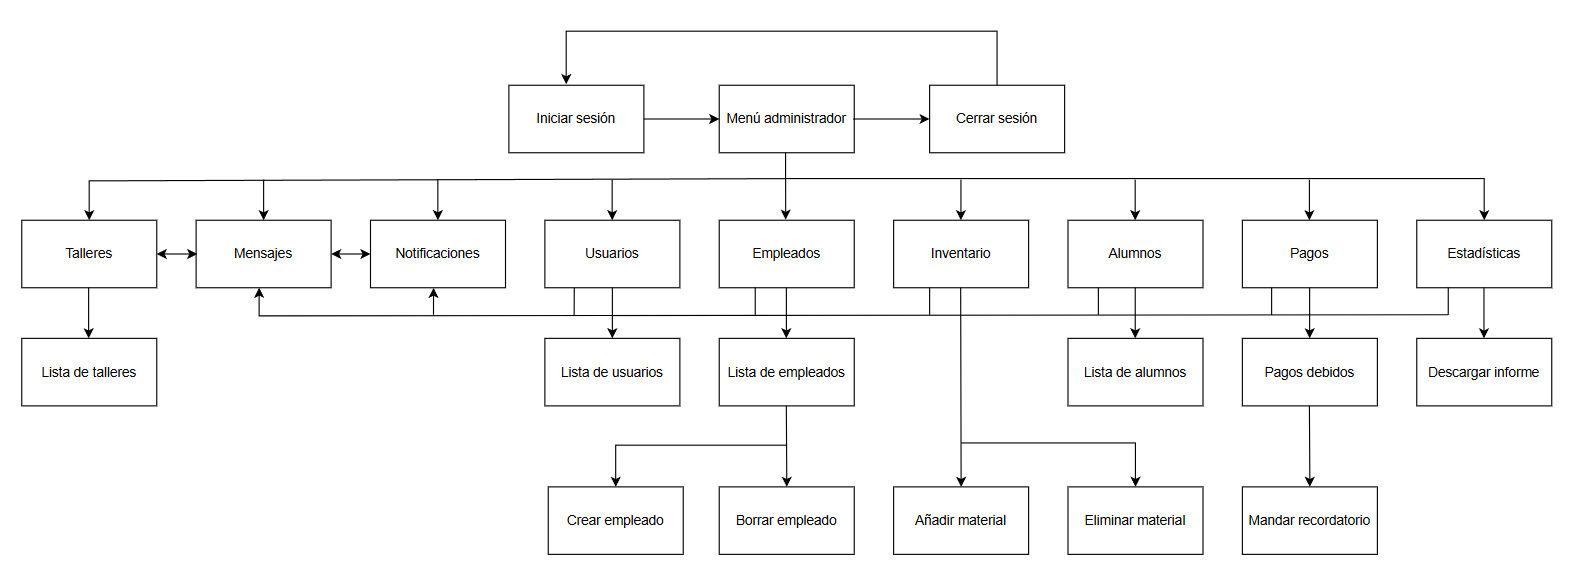 Iniciar sesión
Menú administrador
Cerrar sesión
Talleres
Mensajes
Notificaciones
Usuarios
Empleados
Inventario
Alumnos
Pagos
Estadísticas
Lista de talleres
Lista de usuarios
Lista de empleados
Lista de alumnos
Pagos debidos
Descargar informe
Crear empleado
Borrar empleado
Añadir material
Eliminar material
Mandar recordatorio